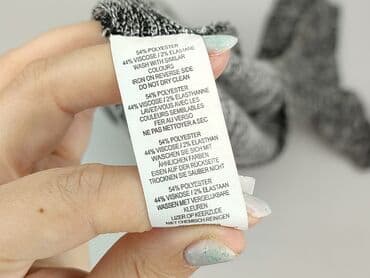 54% POLYESTER
44% VISCOSE / 2% ELASTANE
WASH WITH SIMILAR
COLOURS
IRON ON REVERSE SIDE
DO NOT DRY CLEAN
54% POLYESTER
44% VISCOSE / 2% ELASTHANNE
LAVEZ-VOUS AVEC LES
COULEURS SEMBLABLES
FER AU VERSO
NE PAS NETTOYER A SEC
54% POLYESTER
44% VISKOSE / 2% ELASTHAN
WASCHEN SIE SICH MIT
ÄHNLICHEN FARBEN
EISEN AUF DER RÜCKSEITE
TROCKNEN SIE SAUBER NICHT
54% POLYESTER
44% VISKOSE / 2% ELASTAAN
WASSEN MET VERGELIJKBARE
KLEUREN
IJZER OP KEERZIJDE
NIET CHEMISCH REINIGEN